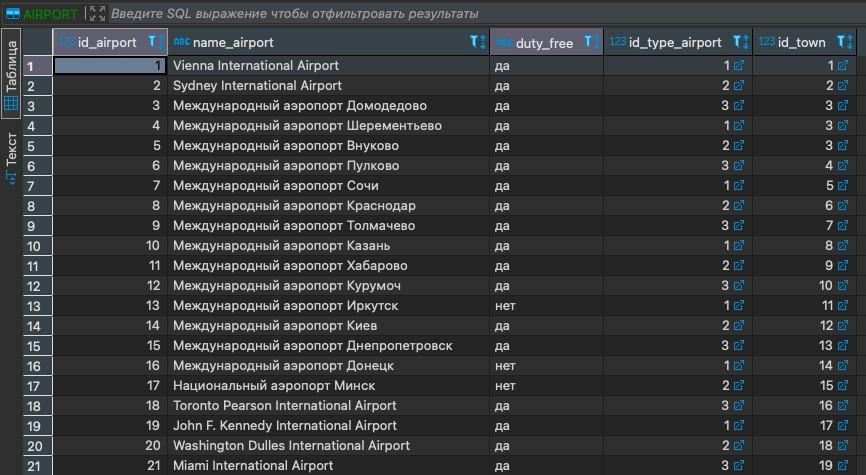 AIRPORT Введите SQL выражение чтобы отфильтровать результаты
Таблица
Текст
123 id_airport ABC name_airport ABC duty_free 123 id_type_airport 123 id_town
1 1 Vienna International Airport да 1 1
2 2 Sydney International Airport да 2 2
3 3 Международный аэропорт Домодедово да 3 3
4 4 Международный аэропорт Шерементьево да 1 3
5 5 Международный аэропорт Внуково да 2 3
6 6 Международный аэропорт Пулково да 3 4
7 7 Международный аэропорт Сочи да 1 5
8 8 Международный аэропорт Краснодар да 2 6
9 9 Международный аэропорт Толмачево да 3 7
10 10 Международный аэропорт Казань да 1 8
11 11 Международный аэропорт Хабарово да 2 9
12 12 Международный аэропорт Курумоч да 3 10
13 13 Международный аэропорт Иркутск нет 1 11
14 14 Международный аэропорт Киев да 2 12
15 15 Международный аэропорт Днепропетровск да 3 13
16 16 Международный аэропорт Донецк нет 1 14
17 17 Национальный аэропорт Минск нет 2 15
18 18 Toronto Pearson International Airport да 3 16
19 19 John F. Kennedy International Airport да 1 17
20 20 Washington Dulles International Airport да 2 18
21 21 Miami International Airport да 3 19